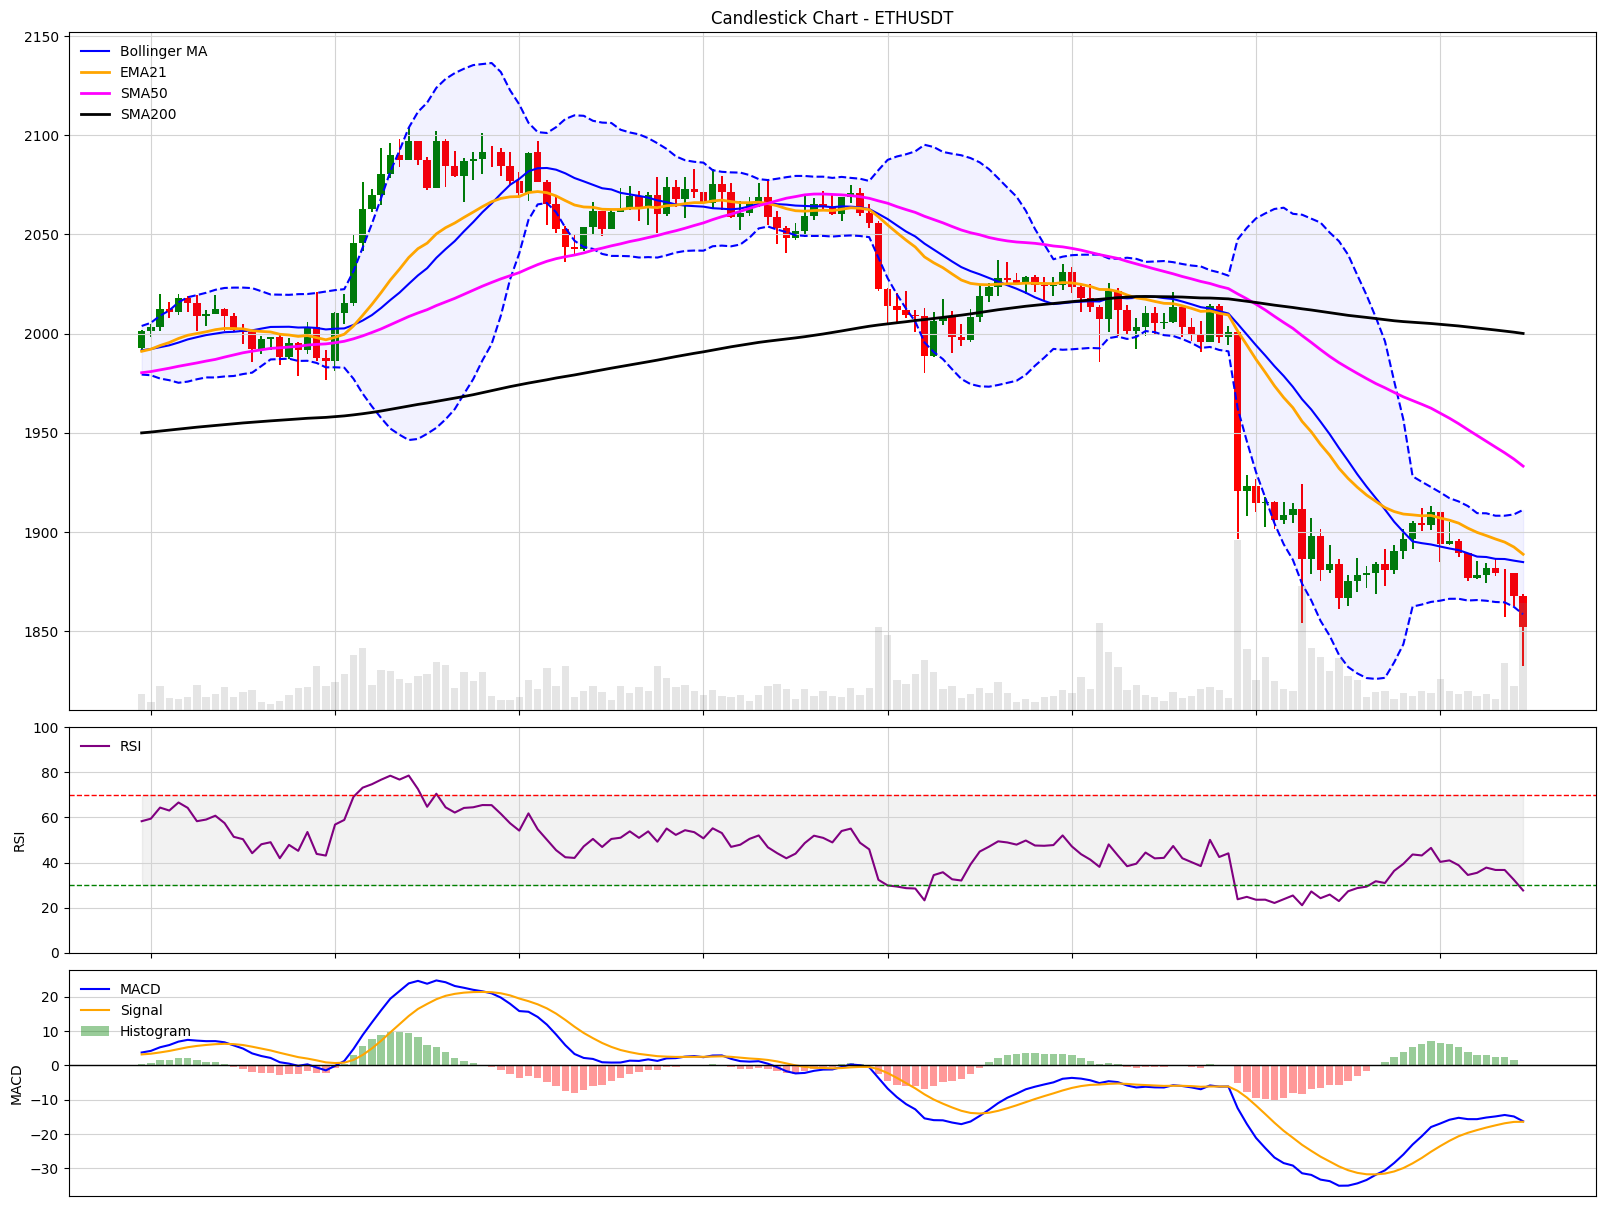 Candlestick Chart - ETHUSDT
2150
2100
2050
2000
1950
1900
1850
Bollinger MA
EMA21
SMA50
SMA200
100
80
60
40
20
0
RSI
RSI
20
10
0
−10
−20
−30
MACD
MACD
Signal
Histogram